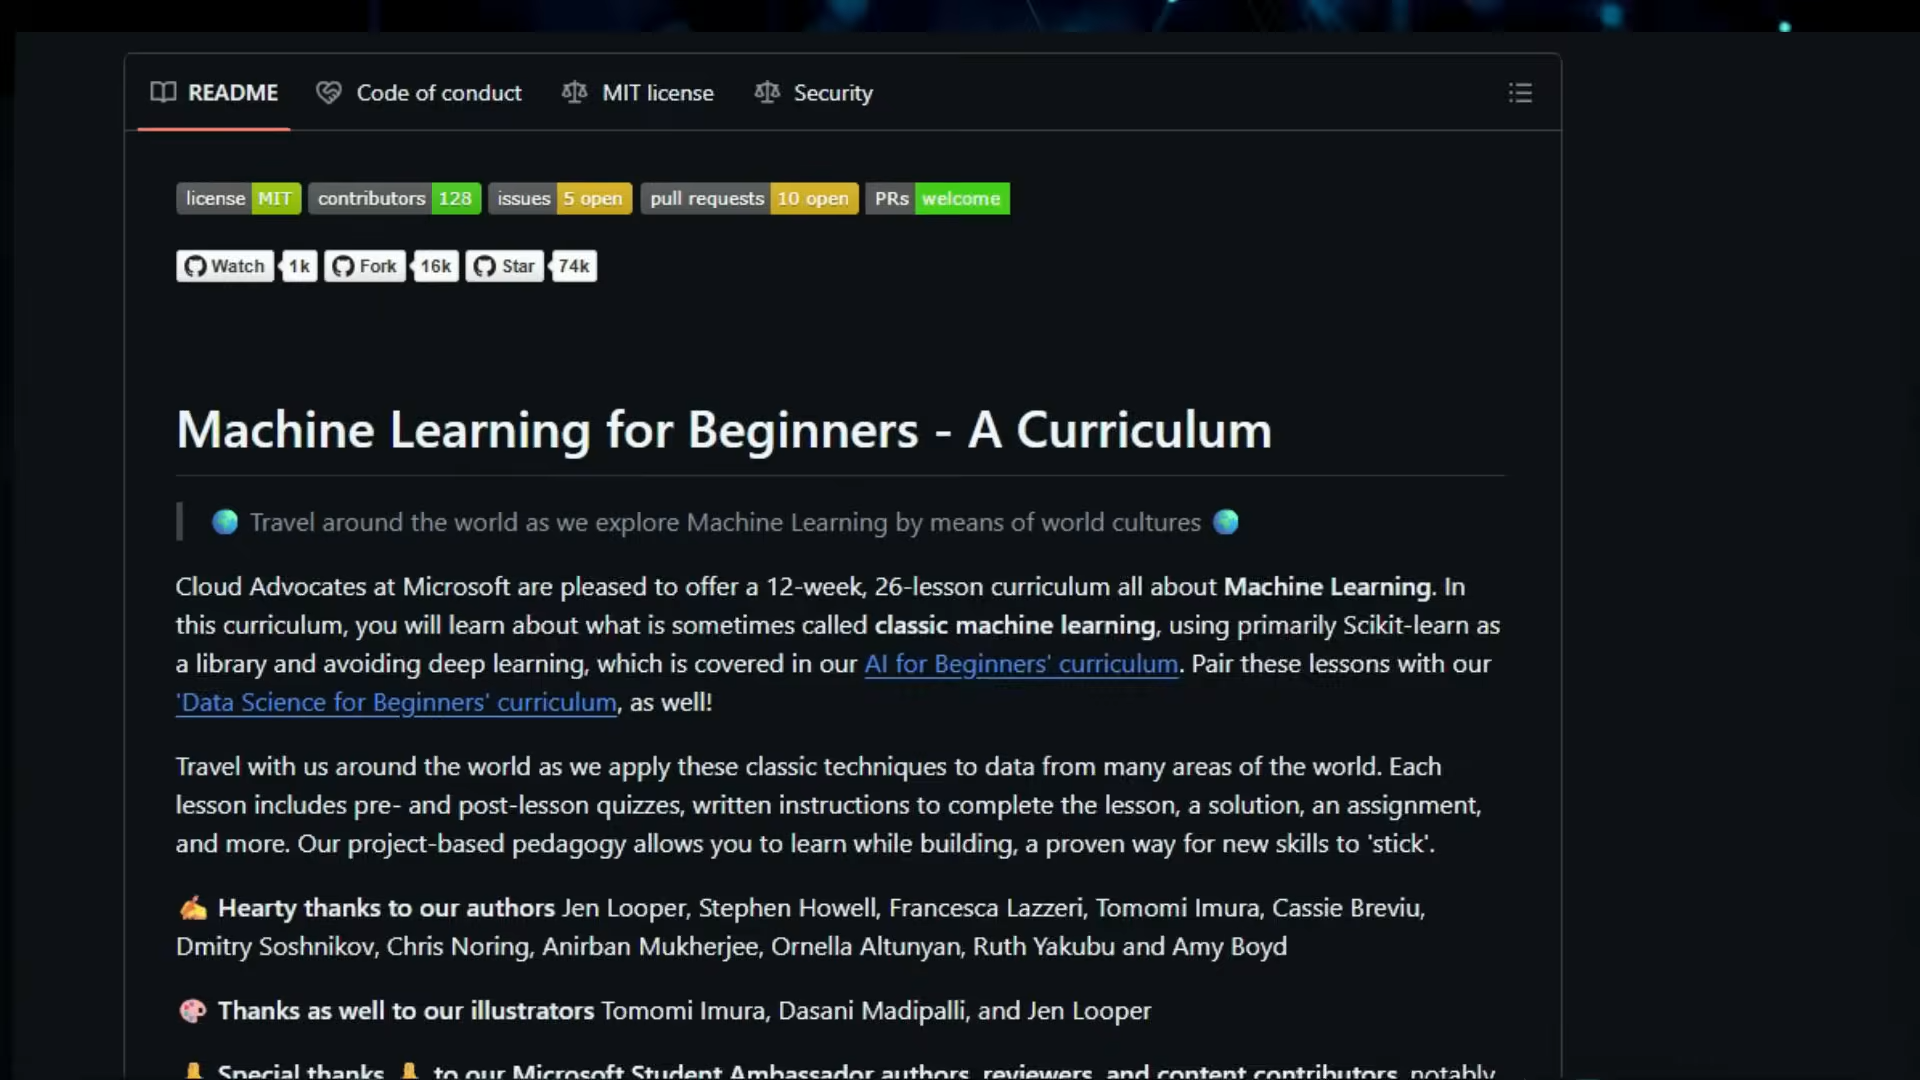 README Code of conduct MIT license Security
license MIT contributors 128 issues 5 open pull requests 10 open PRs welcome
Watch 1k Fork 16k Star 74k
Machine Learning for Beginners - A Curriculum
🌍 Travel around the world as we explore Machine Learning by means of world cultures 🌍
Cloud Advocates at Microsoft are pleased to offer a 12-week, 26-lesson curriculum all about Machine Learning. In
this curriculum, you will learn about what is sometimes called classic machine learning, using primarily Scikit-learn as
a library and avoiding deep learning, which is covered in our AI for Beginners' curriculum. Pair these lessons with our
'Data Science for Beginners' curriculum, as well!
Travel with us around the world as we apply these classic techniques to data from many areas of the world. Each
lesson includes pre- and post-lesson quizzes, written instructions to complete the lesson, a solution, an assignment,
and more. Our project-based pedagogy allows you to learn while building, a proven way for new skills to 'stick'.
✍️ Hearty thanks to our authors Jen Looper, Stephen Howell, Francesca Lazzeri, Tomomi Imura, Cassie Breviu,
Dmitry Soshnikov, Chris Noring, Anirban Mukherjee, Ornella Altunyan, Ruth Yakubu and Amy Boyd
🎨 Thanks as well to our illustrators Tomomi Imura, Dasani Madipalli, and Jen Looper
🙏 Special thanks 🙏 to our Microsoft Student Ambassador authors, reviewers, and content contributors, notably